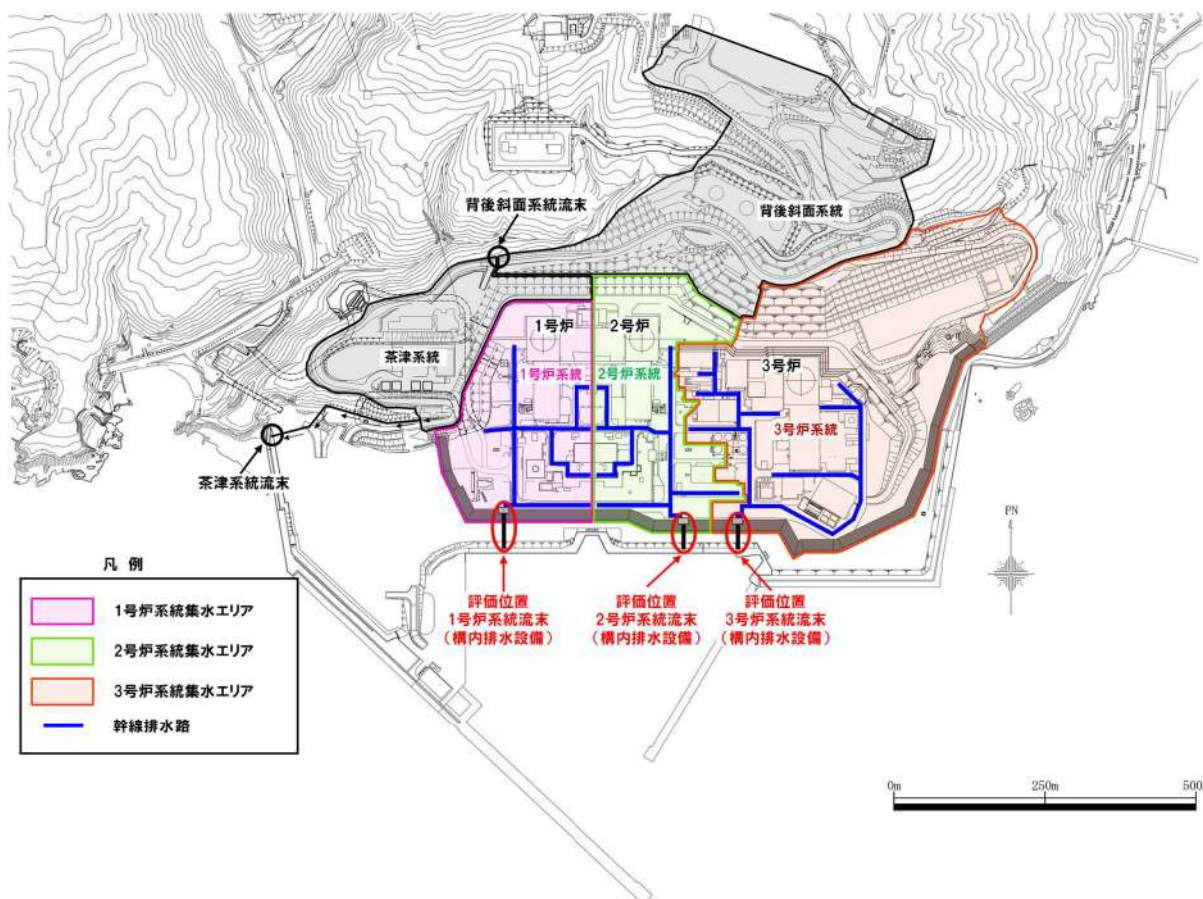 背後斜面系統流末
背後斜面系統
1号炉
2号炉
茶津系統
1号炉系統
2号炉系統
3号炉
3号炉系統
茶津系統流末
PN
凡 例
1号炉系統集水エリア
2号炉系統集水エリア
3号炉系統集水エリア
幹線排水路
評価位置
1号炉系統流末
(構内排水設備)
評価位置
2号炉系統流末
(構内排水設備)
評価位置
3号炉系統流末
(構内排水設備)
0m
250m
500